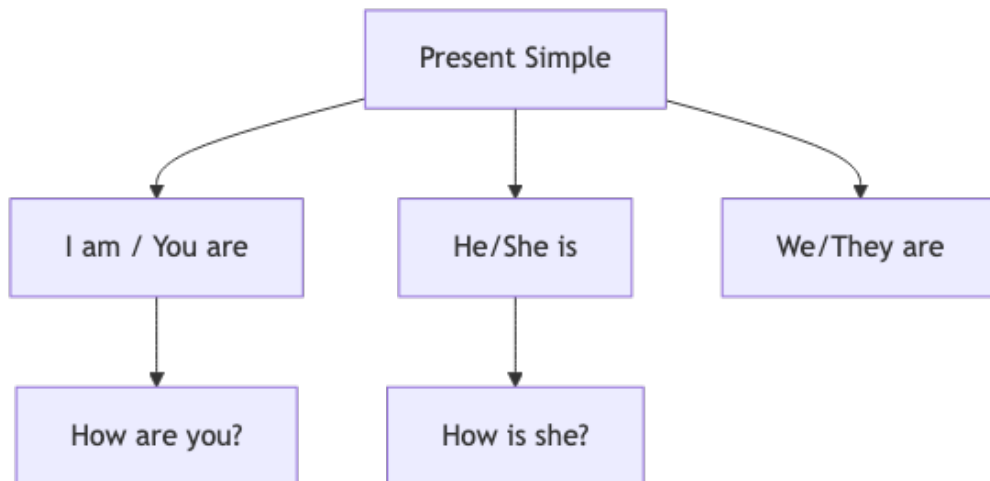 Present Simple
I am / You are
He/She is
We/They are
How are you?
How is she?